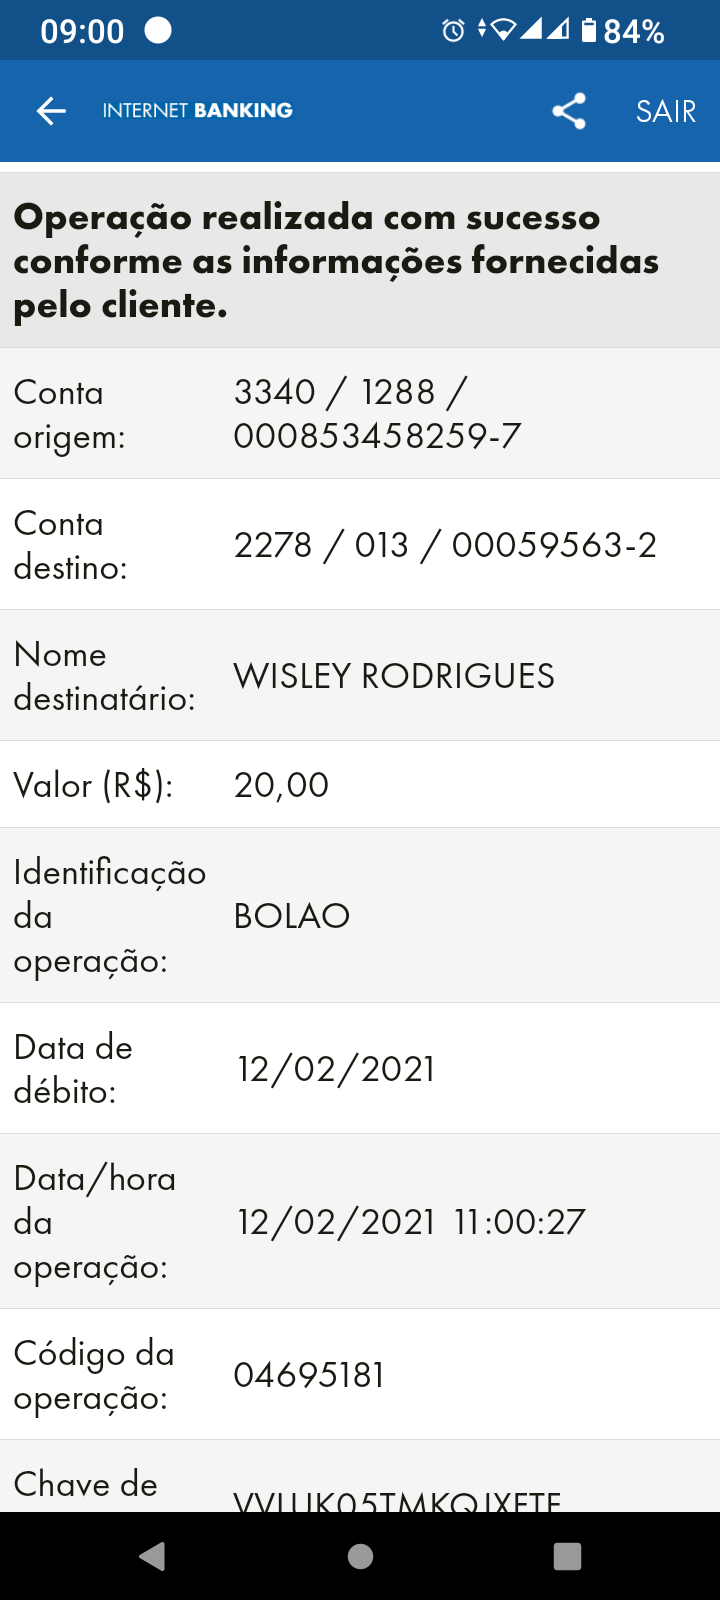 09:00 84%
INTERNET BANKING SAIR
Operação realizada com sucesso
conforme as informações fornecidas
pelo cliente.
Conta origem: 3340 / 1288 /
000853458259-7
Conta destino: 2278 / 013 / 00059563-2
Nome destinatário: WISLEY RODRIGUES
Valor (R$): 20,00
Identificação da operação: BOLAO
Data de débito: 12/02/2021
Data/hora da operação: 12/02/2021 11:00:27
Código da operação: 04695181
Chave de